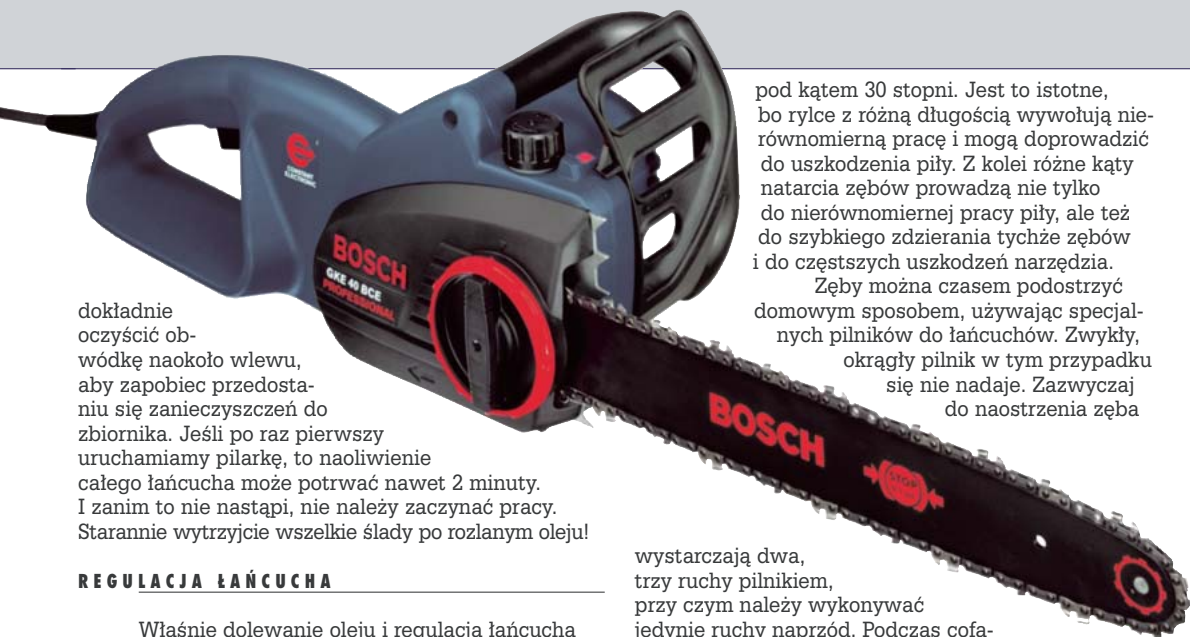 dokładnie
oczyścić ob-
wódkę naokoło wlewu,
aby zapobiec przedosta-
niu się zanieczyszczeń do
zbiornika. Jeśli po raz pierwszy
uruchamiamy pilarkę, to naoliwienie
całego łańcucha może potrwać nawet 2 minuty.
I zanim to nie nastąpi, nie należy zaczynać pracy.
Starannie wytrzyjcie wszelkie ślady po rozlanym oleju!
REGULACJA ŁAŃCUCHA
Właśnie dolewanie oleju i regulacja łańcucha
pod kątem 30 stopni. Jest to istotne,
bo rylce z różną długością wywołują nie-
równomierną pracę i mogą doprowadzić
do uszkodzenia piły. Z kolei różne kąty
natarcia zębów prowadzą nie tylko
do nierównomiernej pracy piły, ale też
do szybkiego zdzierania tychże zębów
i do częstszych uszkodzeń narzędzia.
Zęby można czasem podostrzyć
domowym sposobem, używając specjal-
nych pilników do łańcuchów. Zwykły,
okrągły pilnik w tym przypadku
się nie nadaje. Zazwyczaj
do naostrzenia zęba
wystarczają dwa,
trzy ruchy pilnikiem,
przy czym należy wykonywać
jedynie ruchy naprzód. Podczas cofa-
CONSTANT
ELECTRONIC
BOSCH
GKE 40 BCE
PROFESSIONAL
BOSCH
STOP